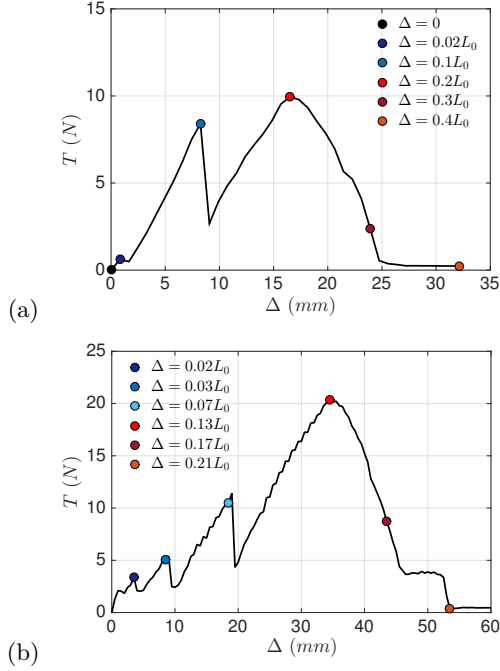 15
10
5
0
T (N)
0 5 10 15 20 25 30 35
Δ (mm)
Δ = 0
Δ = 0.02L₀
Δ = 0.1L₀
Δ = 0.2L₀
Δ = 0.3L₀
Δ = 0.4L₀
(a)
25
20
15
10
5
0
T (N)
0 10 20 30 40 50 60
Δ (mm)
Δ = 0.02L₀
Δ = 0.03L₀
Δ = 0.07L₀
Δ = 0.13L₀
Δ = 0.17L₀
Δ = 0.21L₀
(b)